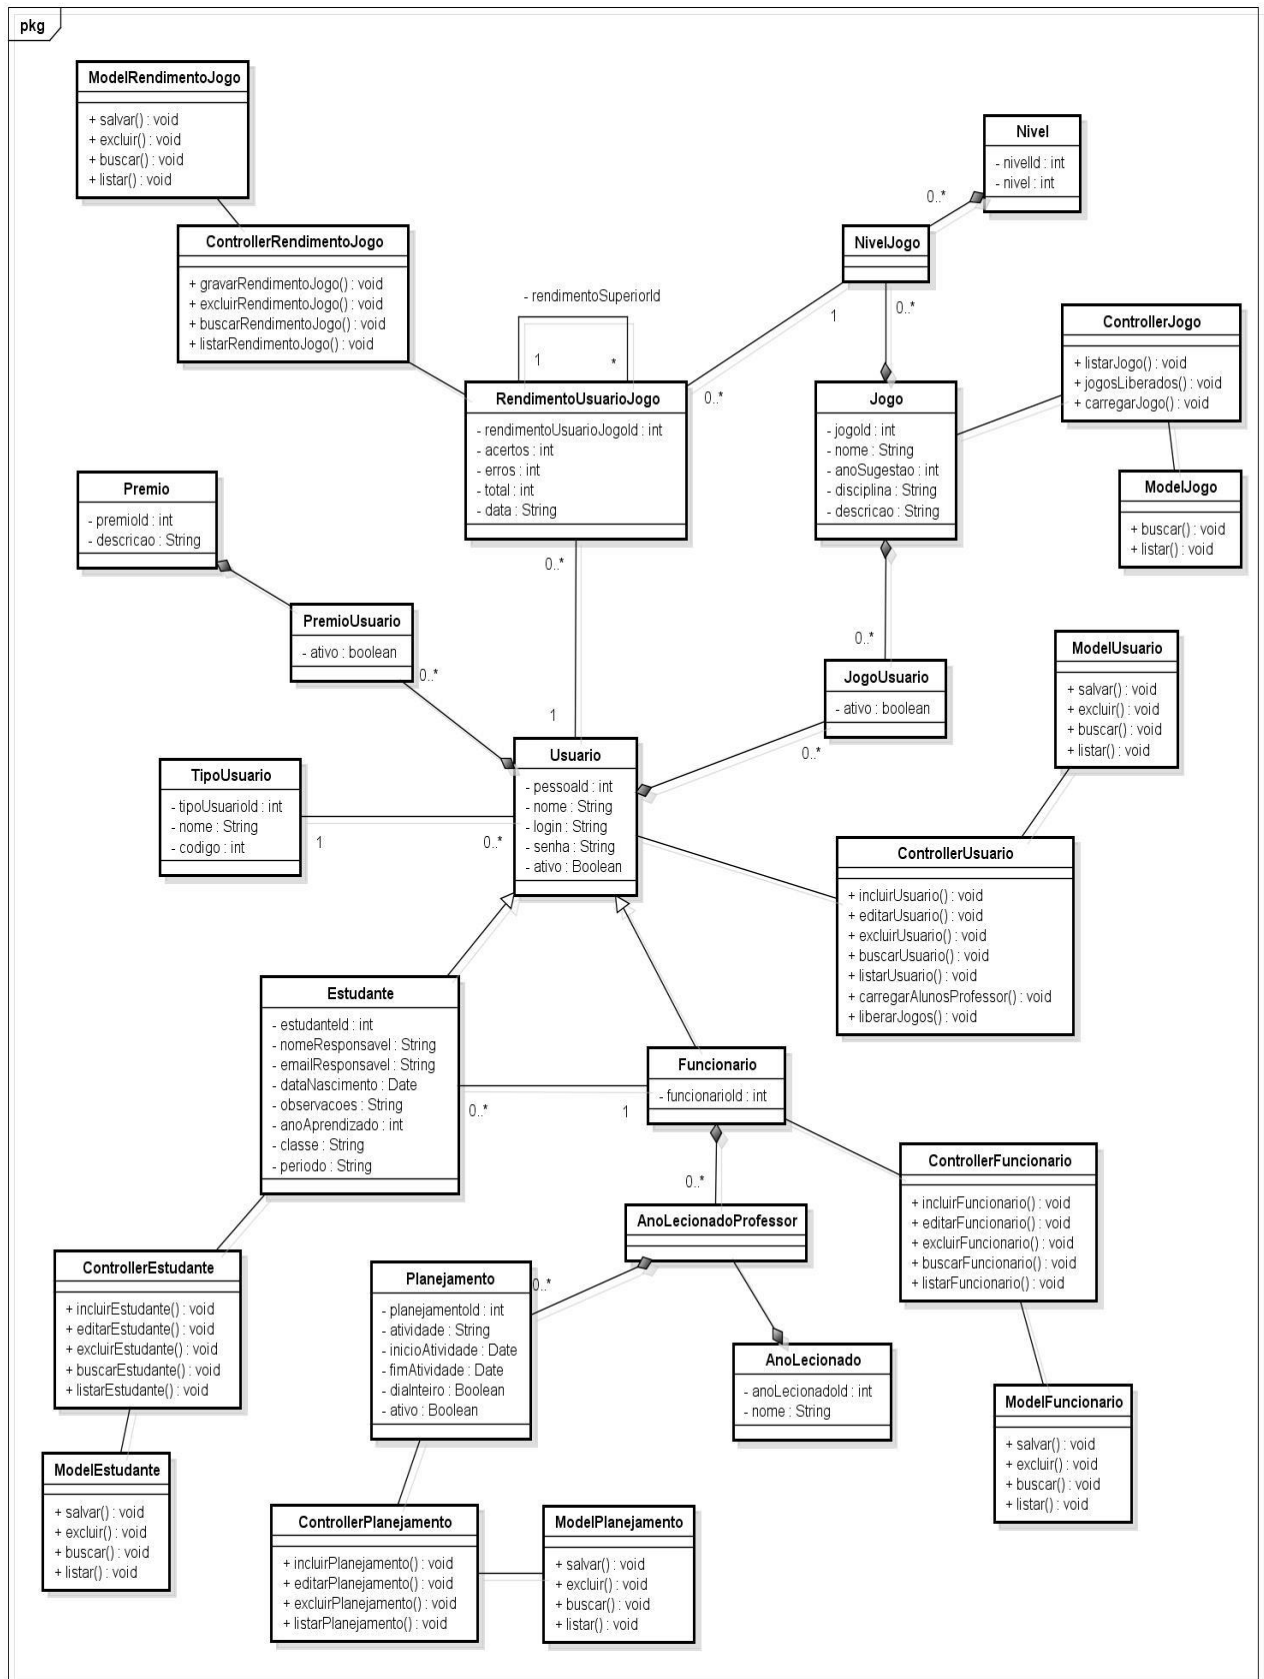 pkg
ModelRendimentoJogo
+ salvar() : void
+ excluir() : void
+ buscar() : void
+ listar() : void
Nivel
- nivelId : int
- nivel : int
0..*
ControllerRendimentoJogo
+ gravarRendimentoJogo() : void
+ excluirRendimentoJogo() : void
+ buscarRendimentoJogo() : void
+ listarRendimentoJogo() : void
NivelJogo
- rendimentoSuperiorId
1
*
1
0..*
0..*
ControllerJogo
+ listarJogo() : void
+ jogosLiberados() : void
+ carregarJogo() : void
RendimentoUsuarioJogo
- rendimentoUsuarioJogoId : int
- acertos : int
- erros : int
- total : int
- data : String
Jogo
- jogoId : int
- nome : String
- anoSugestao : int
- disciplina : String
- descricao : String
ModelJogo
+ buscar() : void
+ listar() : void
Premio
- premioId : int
- descricao : String
0..*
PremioUsuario
- ativo : boolean
0..*
0..*
JogoUsuario
- ativo : boolean
0..*
ModelUsuario
+ salvar() : void
+ excluir() : void
+ buscar() : void
+ listar() : void
1
TipoUsuario
- tipoUsuarioId : int
- nome : String
- codigo : int
1
0..*
Usuario
- pessoaId : int
- nome : String
- login : String
- senha : String
- ativo : Boolean
ControllerUsuario
+ incluirUsuario() : void
+ editarUsuario() : void
+ excluirUsuario() : void
+ buscarUsuario() : void
+ listarUsuario() : void
+ carregarAlunosProfessor() : void
+ liberarJogos() : void
Estudante
- estudanteId : int
- nomeResponsavel : String
- emailResponsavel : String
- dataNascimento : Date
- observacoes : String
- anoAprendizado : int
- classe : String
- periodo : String
0..*
1
Funcionario
- funcionarioId : int
0..*
ControllerFuncionario
+ incluirFuncionario() : void
+ editarFuncionario() : void
+ excluirFuncionario() : void
+ buscarFuncionario() : void
+ listarFuncionario() : void
AnoLecionadoProfessor
0..*
ControllerEstudante
+ incluirEstudante() : void
+ editarEstudante() : void
+ excluirEstudante() : void
+ buscarEstudante() : void
+ listarEstudante() : void
Planejamento
- planejamentoId : int
- atividade : String
- inicioAtividade : Date
- fimAtividade : Date
- diaInteiro : Boolean
- ativo : Boolean
AnoLecionado
- anoLecionadoId : int
- nome : String
ModelFuncionario
+ salvar() : void
+ excluir() : void
+ buscar() : void
+ listar() : void
ModelEstudante
+ salvar() : void
+ excluir() : void
+ buscar() : void
+ listar() : void
ControllerPlanejamento
+ incluirPlanejamento() : void
+ editarPlanejamento() : void
+ excluirPlanejamento() : void
+ listarPlanejamento() : void
ModelPlanejamento
+ salvar() : void
+ excluir() : void
+ buscar() : void
+ listar() : void